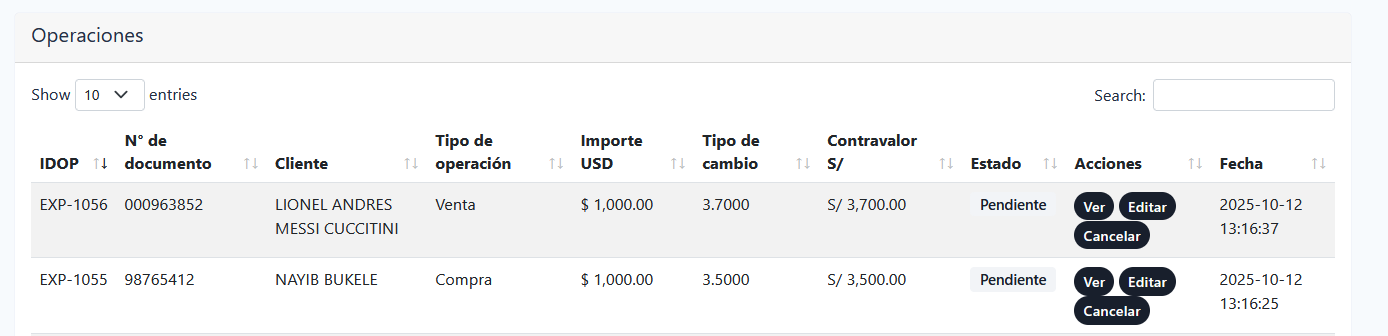 Operaciones
Show 10 entries
Search:
IDOP N° de documento Cliente Tipo de operación Importe USD Tipo de cambio Contravalor S/ Estado Acciones Fecha
EXP-1056 000963852 LIONEL ANDRES MESSI CUCCITINI Venta $ 1,000.00 3.7000 S/ 3,700.00 Pendiente Ver Editar Cancelar 2025-10-12 13:16:37
EXP-1055 98765412 NAYIB BUKELE Compra $ 1,000.00 3.5000 S/ 3,500.00 Pendiente Ver Editar Cancelar 2025-10-12 13:16:25